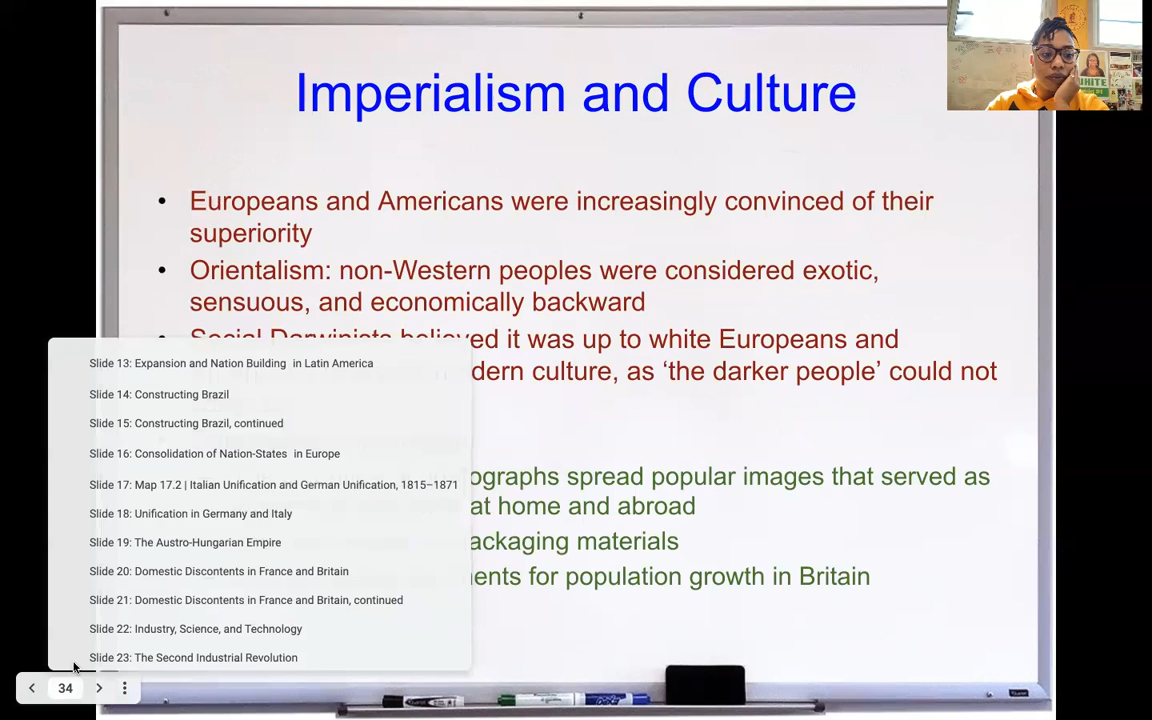 Imperialism and Culture
• Europeans and Americans were increasingly convinced of their
superiority
• Orientalism: non-Western peoples were considered exotic,
sensuous, and economically backward
• Social Darwinists believed it was up to white Europeans and
dern culture, as ‘the darker people’ could not
ographs spread popular images that served as
at home and abroad
ackaging materials
ents for population growth in Britain
Slide 13: Expansion and Nation Building in Latin America
Slide 14: Constructing Brazil
Slide 15: Constructing Brazil, continued
Slide 16: Consolidation of Nation-States in Europe
Slide 17: Map 17.2 | Italian Unification and German Unification, 1815–1871
Slide 18: Unification in Germany and Italy
Slide 19: The Austro-Hungarian Empire
Slide 20: Domestic Discontents in France and Britain
Slide 21: Domestic Discontents in France and Britain, continued
Slide 22: Industry, Science, and Technology
Slide 23: The Second Industrial Revolution
34
HITE